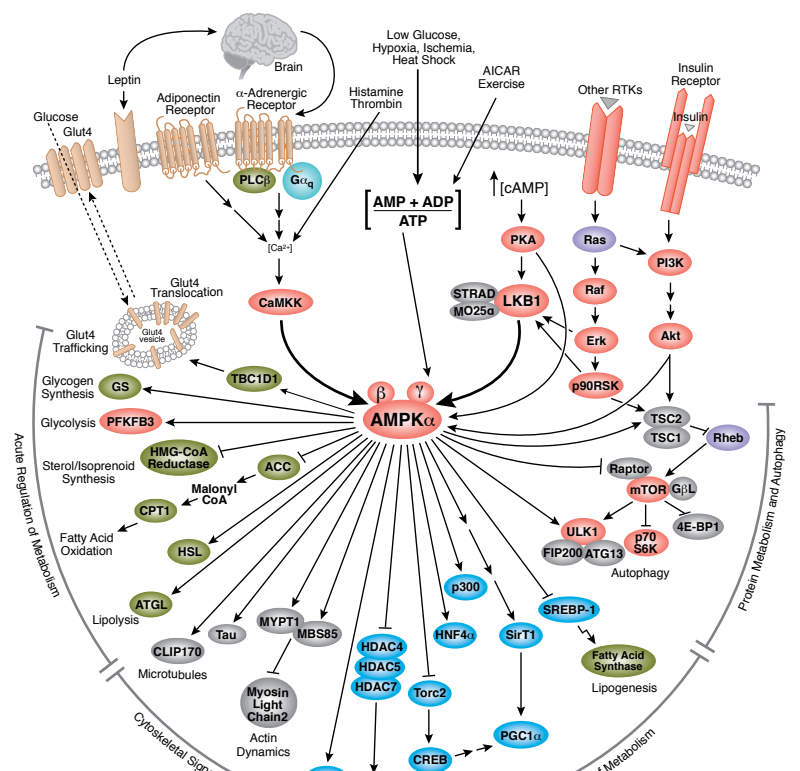 Low Glucose,
Hypoxia, Ischemia,
Heat Shock
Brain
Leptin
Adiponectin
Receptor
α-Adrenergic
Receptor
Histamine
Thrombin
AICAR
Exercise
Other RTKs
Insulin
Receptor
Insulin
Glucose
Glut4
PLCβ
Gαq
[Ca2+]
CaMKK
AMP + ADP
ATP
[cAMP]
PKA
STRAD
MO25α
LKB1
Ras
Raf
Erk
p90RSK
PI3K
Akt
TSC2
TSC1
Rheb
Raptor
mTOR
GβL
ULK1
FIP200
ATG13
p70
S6K
4E-BP1
Autophagy
Glut4
Translocation
Glut4
vesicle
Glut4
Trafficking
TBC1D1
β
γ
AMPKα
Glycogen
Synthesis
GS
Glycolysis
PFKFB3
HMG-CoA
Reductase
Sterol/Isoprenoid
Synthesis
ACC
Malonyl
CoA
CPT1
Fatty Acid
Oxidation
HSL
ATGL
Lipolysis
CLIP170
Tau
Microtubules
MYPT1
MBS85
Myosin
Light
Chain2
Actin
Dynamics
HDAC4
HDAC5
HDAC7
Torc2
CREB
HNF4α
p300
SirT1
PGC1α
SREBP-1
Fatty Acid
Synthase
Lipogenesis
Acute Regulation of Metabolism
Protein Metabolism and Autophagy
Cytoskeletal
of Metabolism